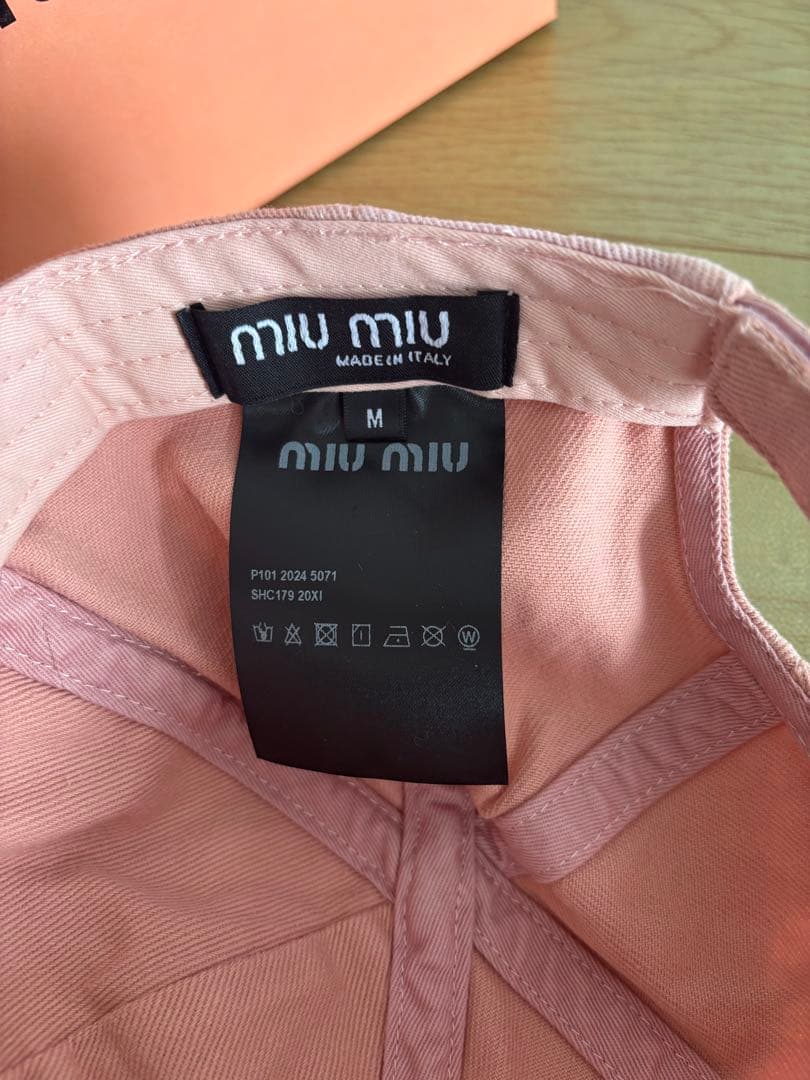 miu miu
MADE IN ITALY
M
miu miu
P101 2024 5071
SHC179 20XI
W